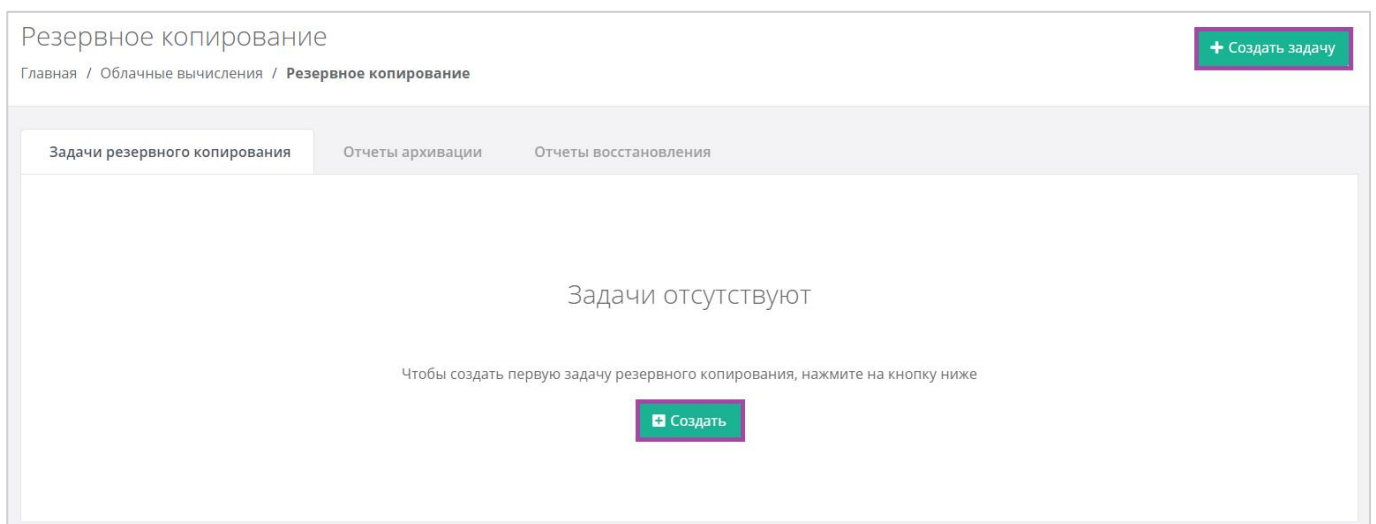 Резервное копирование
+ Создать задачу
Главная / Облачные вычисления / Резервное копирование
Задачи резервного копирования Отчеты архивации Отчеты восстановления
Задачи отсутствуют
Чтобы создать первую задачу резервного копирования, нажмите на кнопку ниже
Создать